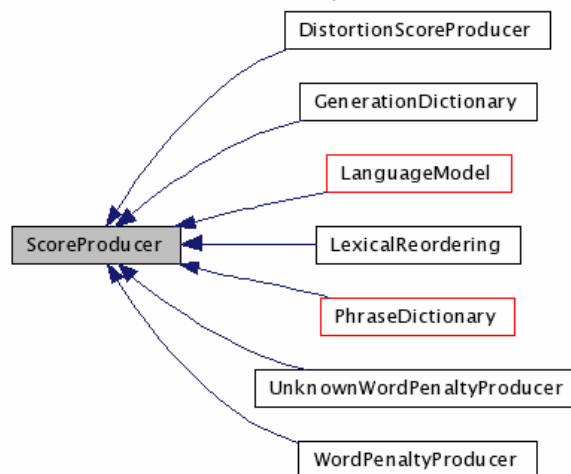 DistortionScoreProducer
GenerationDictionary
LanguageModel
ScoreProducer
LexicalReordering
PhraseDictionary
UnknownWordPenaltyProducer
WordPenaltyProducer